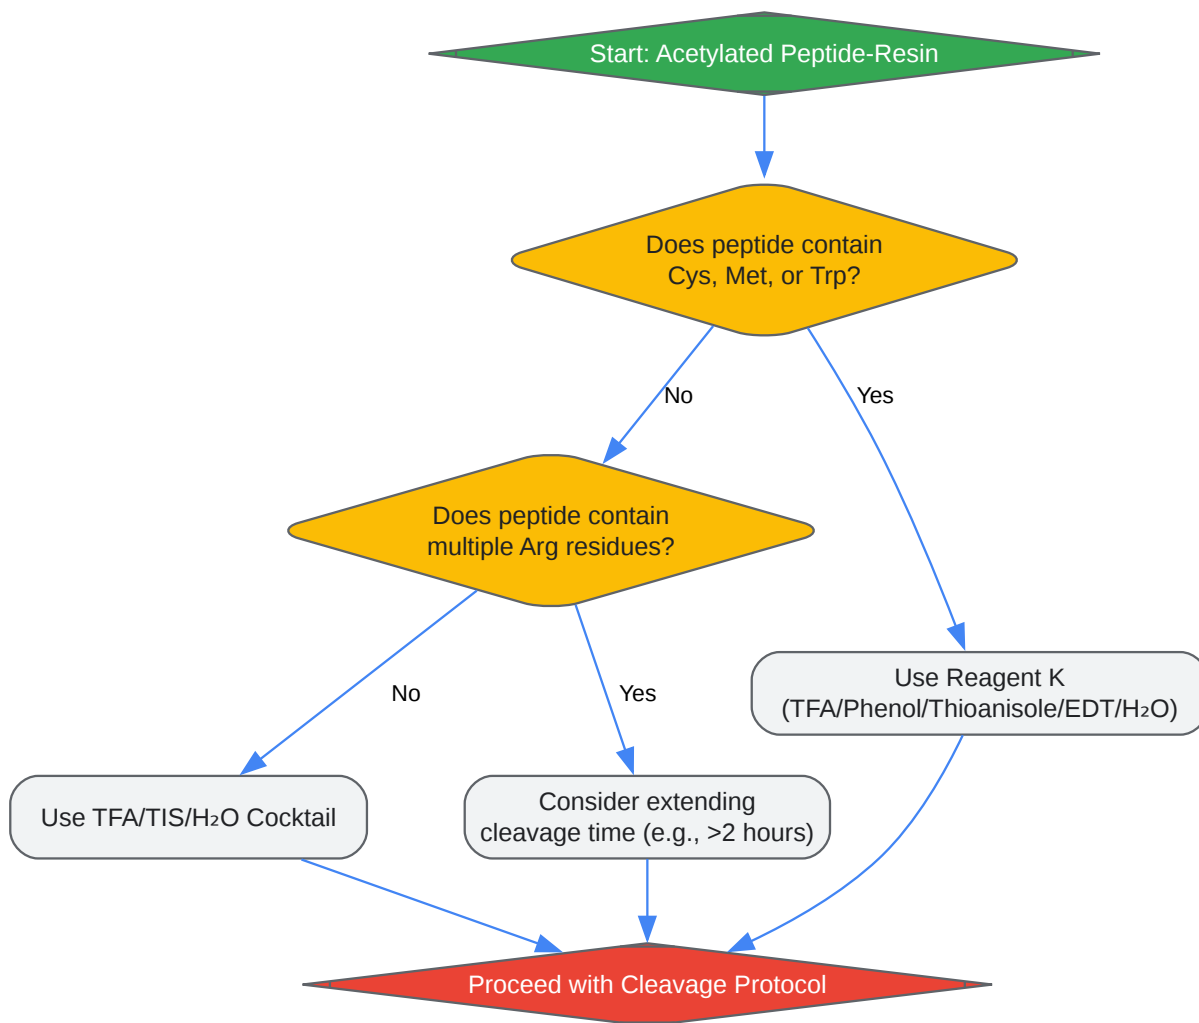 Start: Acetylated Peptide-Resin
Does peptide contain
Cys, Met, or Trp?
No
Yes
Does peptide contain
multiple Arg residues?
No
Yes
Use Reagent K
(TFA/Phenol/Thioanisole/EDT/H₂O)
Use TFA/TIS/H₂O Cocktail
Consider extending
cleavage time (e.g., >2 hours)
Proceed with Cleavage Protocol